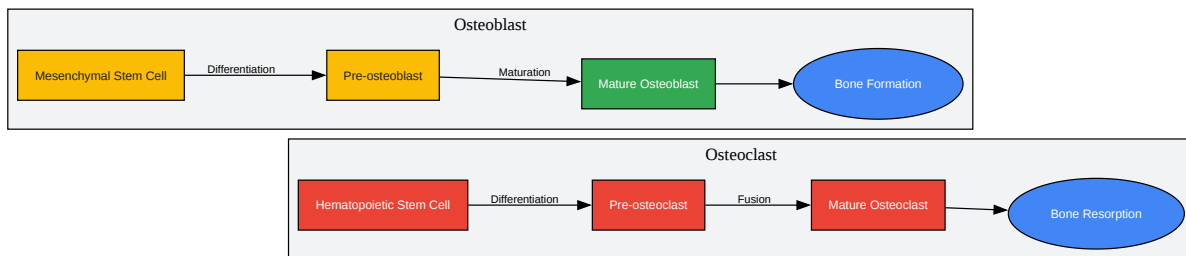 Osteoblast
Mesenchymal Stem Cell
Differentiation
Pre-osteoblast
Maturation
Mature Osteoblast
Bone Formation
Osteoclast
Hematopoietic Stem Cell
Differentiation
Pre-osteoclast
Fusion
Mature Osteoclast
Bone Resorption